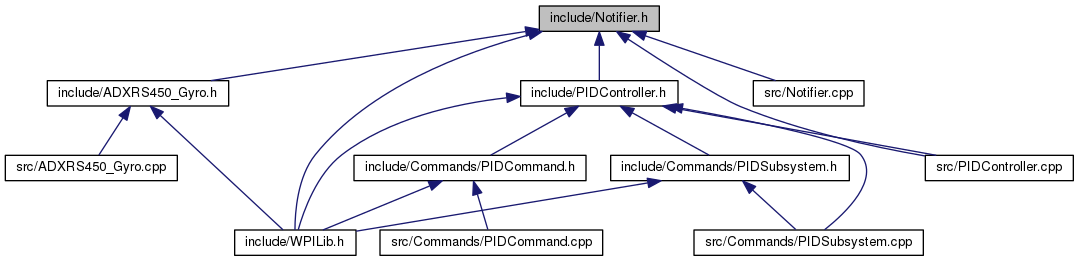 include/Notifier.h
include/ADXRS450_Gyro.h
include/PIDController.h
src/Notifier.cpp
src/ADXRS450_Gyro.cpp
include/Commands/PIDCommand.h
include/Commands/PIDSubsystem.h
src/PIDController.cpp
include/WPILib.h
src/Commands/PIDCommand.cpp
src/Commands/PIDSubsystem.cpp